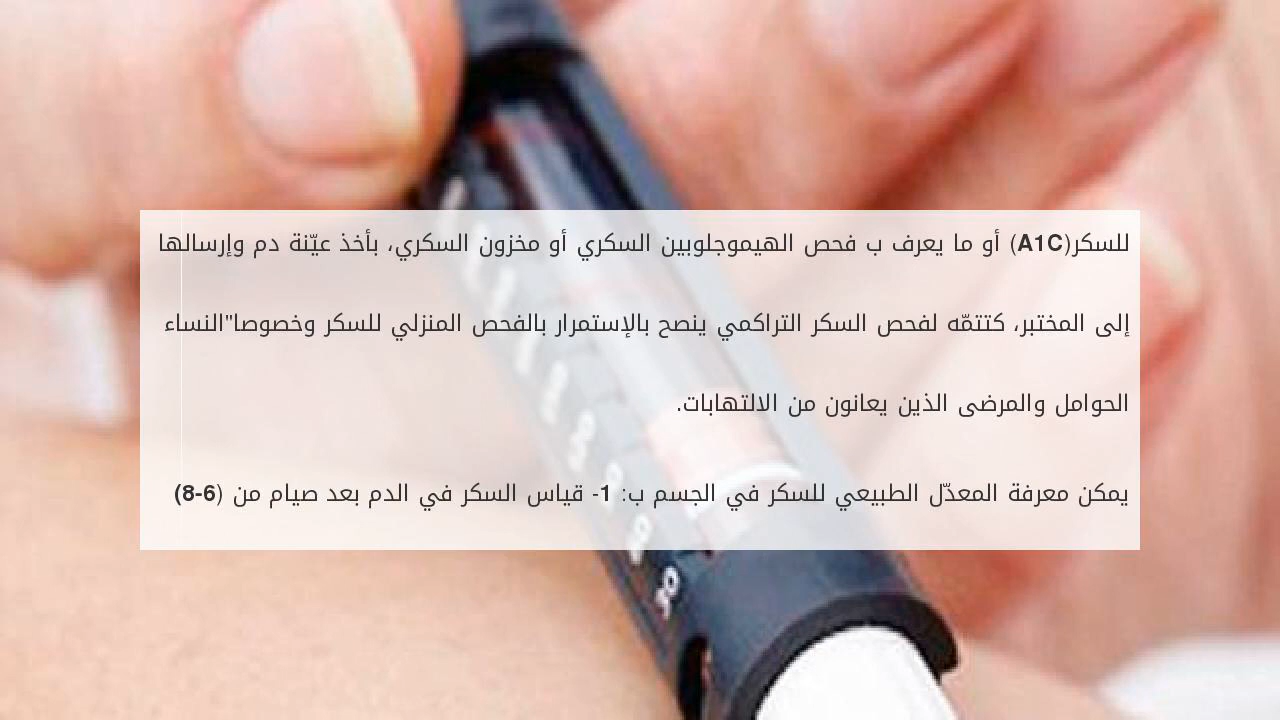 للسكر(A1C) أو ما يعرف ب فحص الهيموجلوبين السكري أو مخزون السكري، بأخذ عيّنة دم وإرسالها
إلى المختبر، كتتمّه لفحص السكر التراكمي ينصح بالإستمرار بالفحص المنزلي للسكر وخصوصا"النساء
الحوامل والمرضى الذين يعانون من الالتهابات.
يمكن معرفة المعدّل الطبيعي للسكر في الجسم ب: 1- قياس السكر في الدم بعد صيام من (6-8)